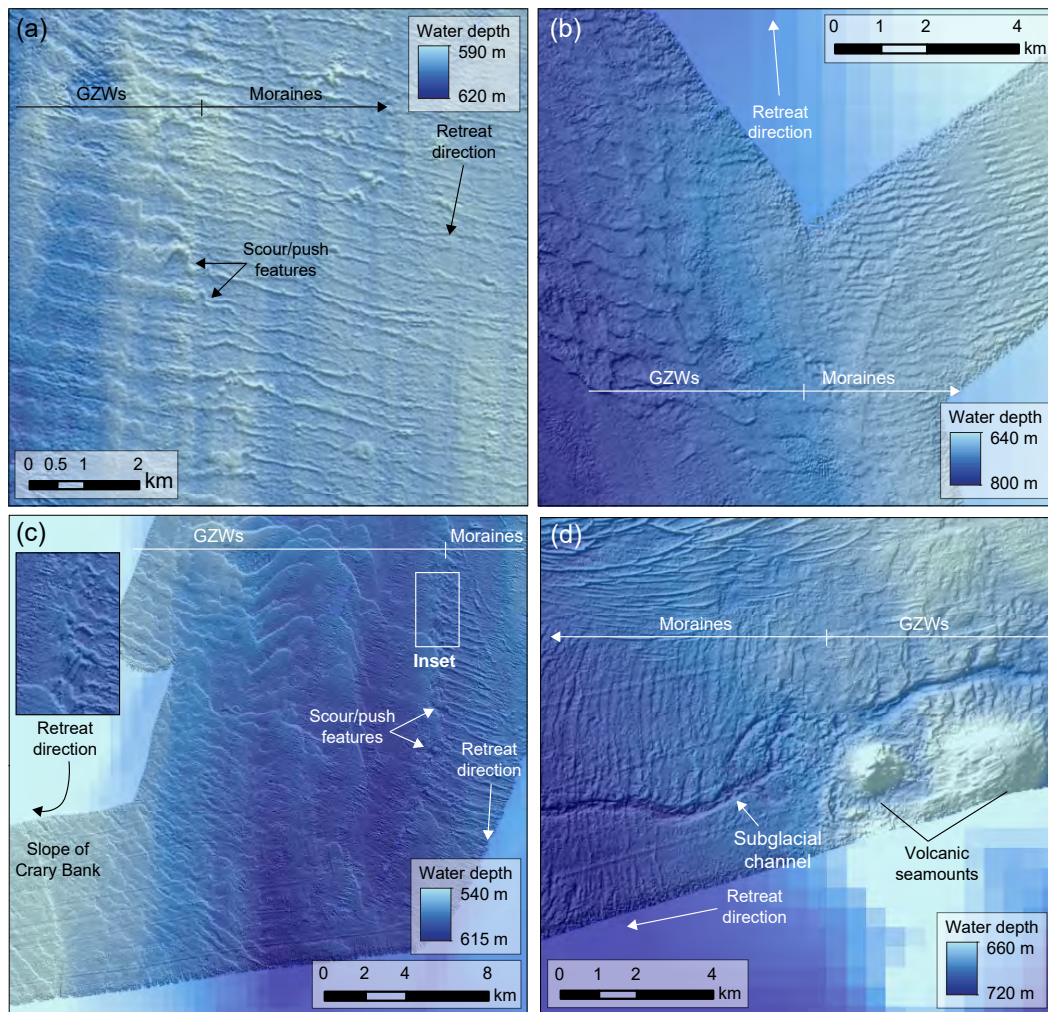 (a)
Water depth
590 m
620 m
GZWs
Moraines
Retreat
direction
Scour/push
features
0 0.5 1 2
km
(b)
0 1 2 4
km
Retreat
direction
GZWs
Moraines
Water depth
640 m
800 m
(c)
GZWs
Moraines
Inset
Retreat
direction
Scour/push
features
Retreat
direction
Slope of
Crary Bank
Water depth
540 m
615 m
0 2 4 8
km
(d)
Moraines
GZWs
Subglacial
channel
Volcanic
seamounts
Retreat
direction
0 1 2 4
km
Water depth
660 m
720 m